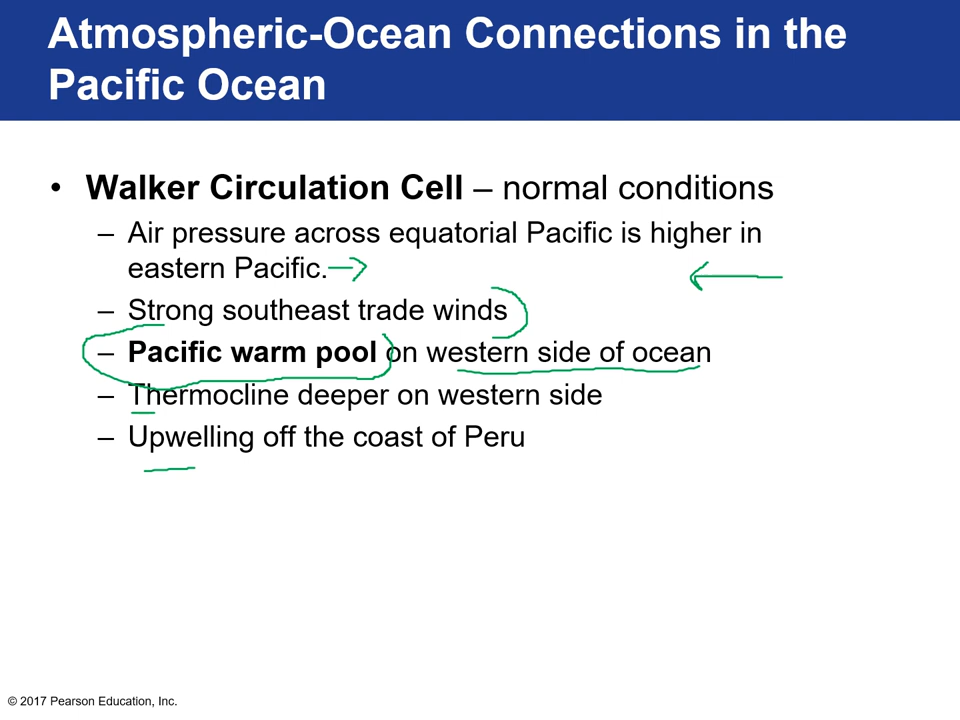 Atmospheric-Ocean Connections in the
Pacific Ocean
• Walker Circulation Cell – normal conditions
– Air pressure across equatorial Pacific is higher in
eastern Pacific.
– Strong southeast trade winds
– Pacific warm pool on western side of ocean
– Thermocline deeper on western side
– Upwelling off the coast of Peru
© 2017 Pearson Education, Inc.